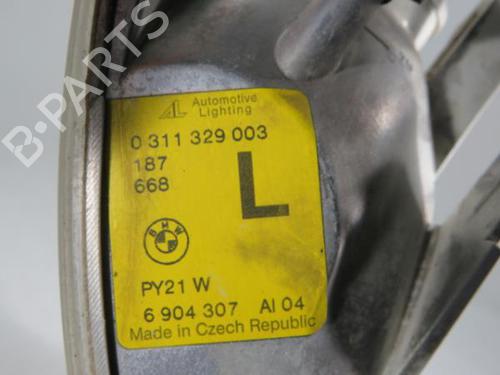 AL Automotive
Lighting
0 311 329 003
187
668
L
BMW
PY21 W
6 904 307 AI 04
Made in Czech Republic
B-PARTS